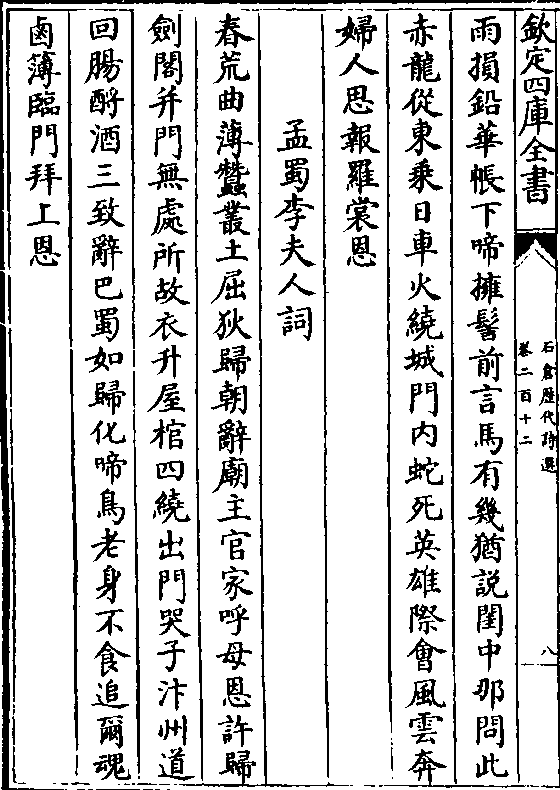 欽定四庫全書
石倉歴代詩選
卷二百十二
八
雨損鉛華帳下啼擁髻前言馬有幾猶説閨中那問此
赤龍從東乗日車火繞城門内蛇死英雄際會風雲奔
婦人恩報羅裳恩
孟蜀李夫人詞
春荒曲薄蠶叢土屈狄歸朝辭廟主官家呼母恩許歸
劍閣并門無處所故衣升屋棺四繞出門哭子汴州道
回腸酹酒三致辭巴蜀如歸化啼鳥老身不食追爾魂
鹵簿臨門拜上恩